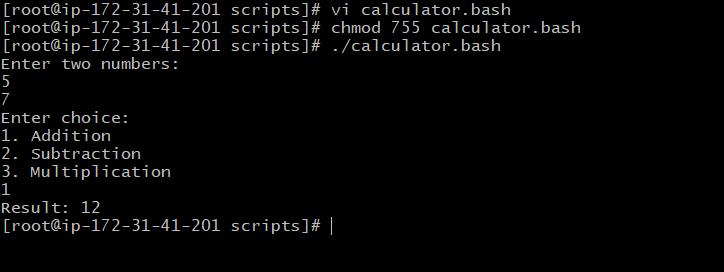 [root@ip-172-31-41-201 scripts]# vi calculator.bash
[root@ip-172-31-41-201 scripts]# chmod 755 calculator.bash
[root@ip-172-31-41-201 scripts]# ./calculator.bash
Enter two numbers:
5
7
Enter choice:
1. Addition
2. Subtraction
3. Multiplication
1
Result: 12
[root@ip-172-31-41-201 scripts]#